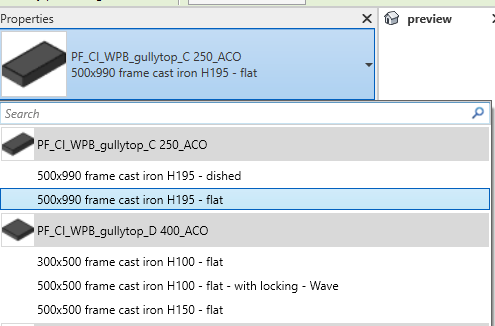 Properties
preview
PF_CI_WPB_gullytop_C 250_ACO
500x990 frame cast iron H195 - flat
Search
PF_CI_WPB_gullytop_C 250_ACO
500x990 frame cast iron H195 - dished
500x990 frame cast iron H195 - flat
PF_CI_WPB_gullytop_D 400_ACO
300x500 frame cast iron H100 - flat
500x500 frame cast iron H100 - flat - with locking - Wave
500x500 frame cast iron H150 - flat